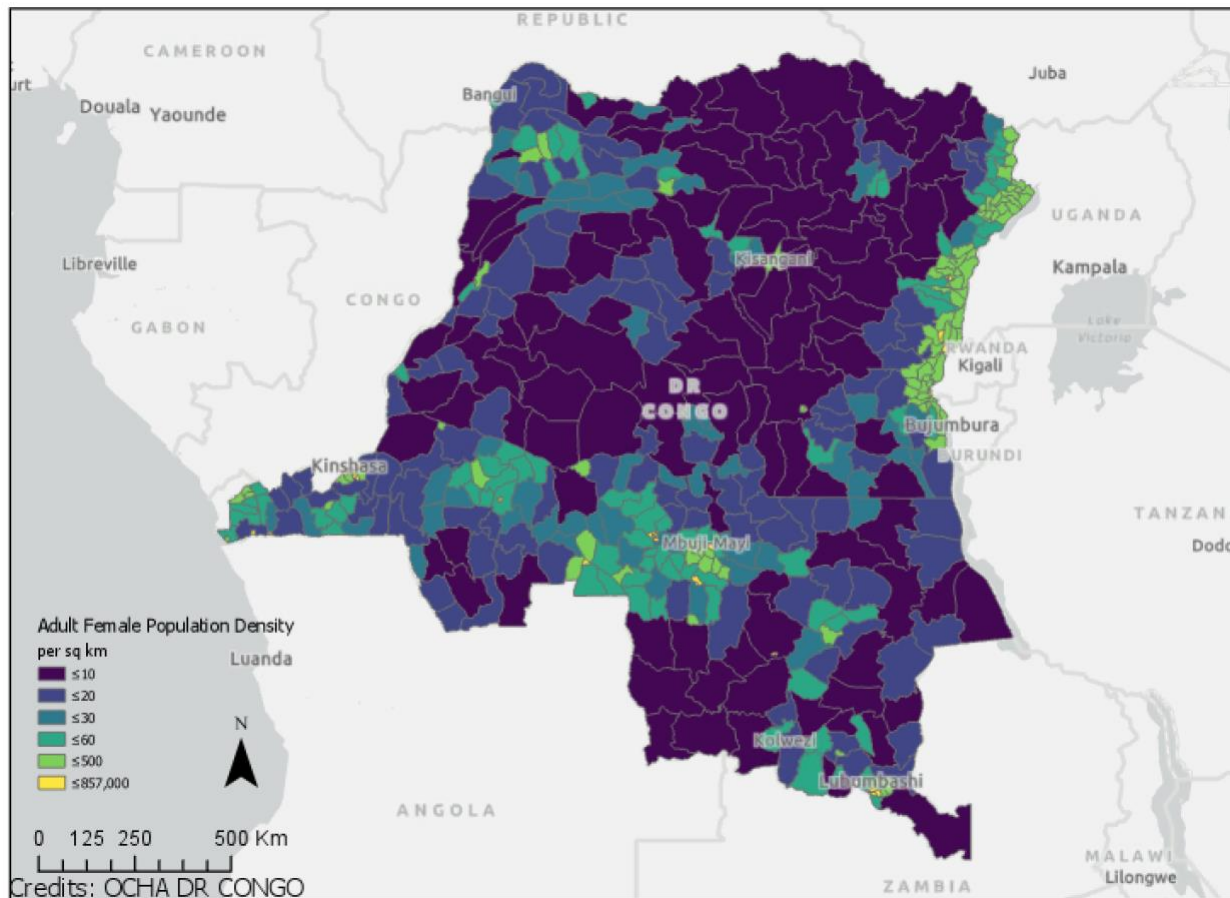 REPUBLIC
CAMEROON
Juba
urt
Douala
Yaounde
Bangui
UGANDA
Kisangani
Libreville
Kampala
CONGO
GABON
Lake
Victoria
RWANDA
Kigali
DR
CONGO
Bujumbura
BURUNDI
Kinshasa
TANZAN
Mbuji-Mayi
Dodo
Adult Female Population Density
per sq km
≤10
Luanda
≤20
≤30
N
≤60
Kolwezi
≤500
Lubumbashi
≤857,000
ANGOLA
0 125 250 500 Km
MALAWI
Lilongwe
Credits: OCHA DR CONGO
ZAMBIA